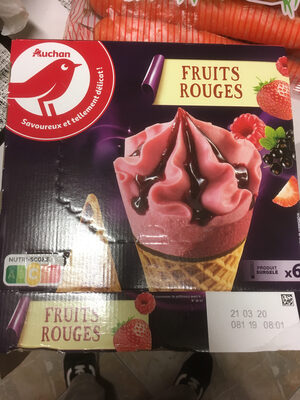 Auchan
Savoureux et tellement délicat !
FRUITS
ROUGES
NUTRI-SCORE
PRODUIT
SURGELÉ
x6
FRUITS
ROUGES
21 03 20
081 19 08:01